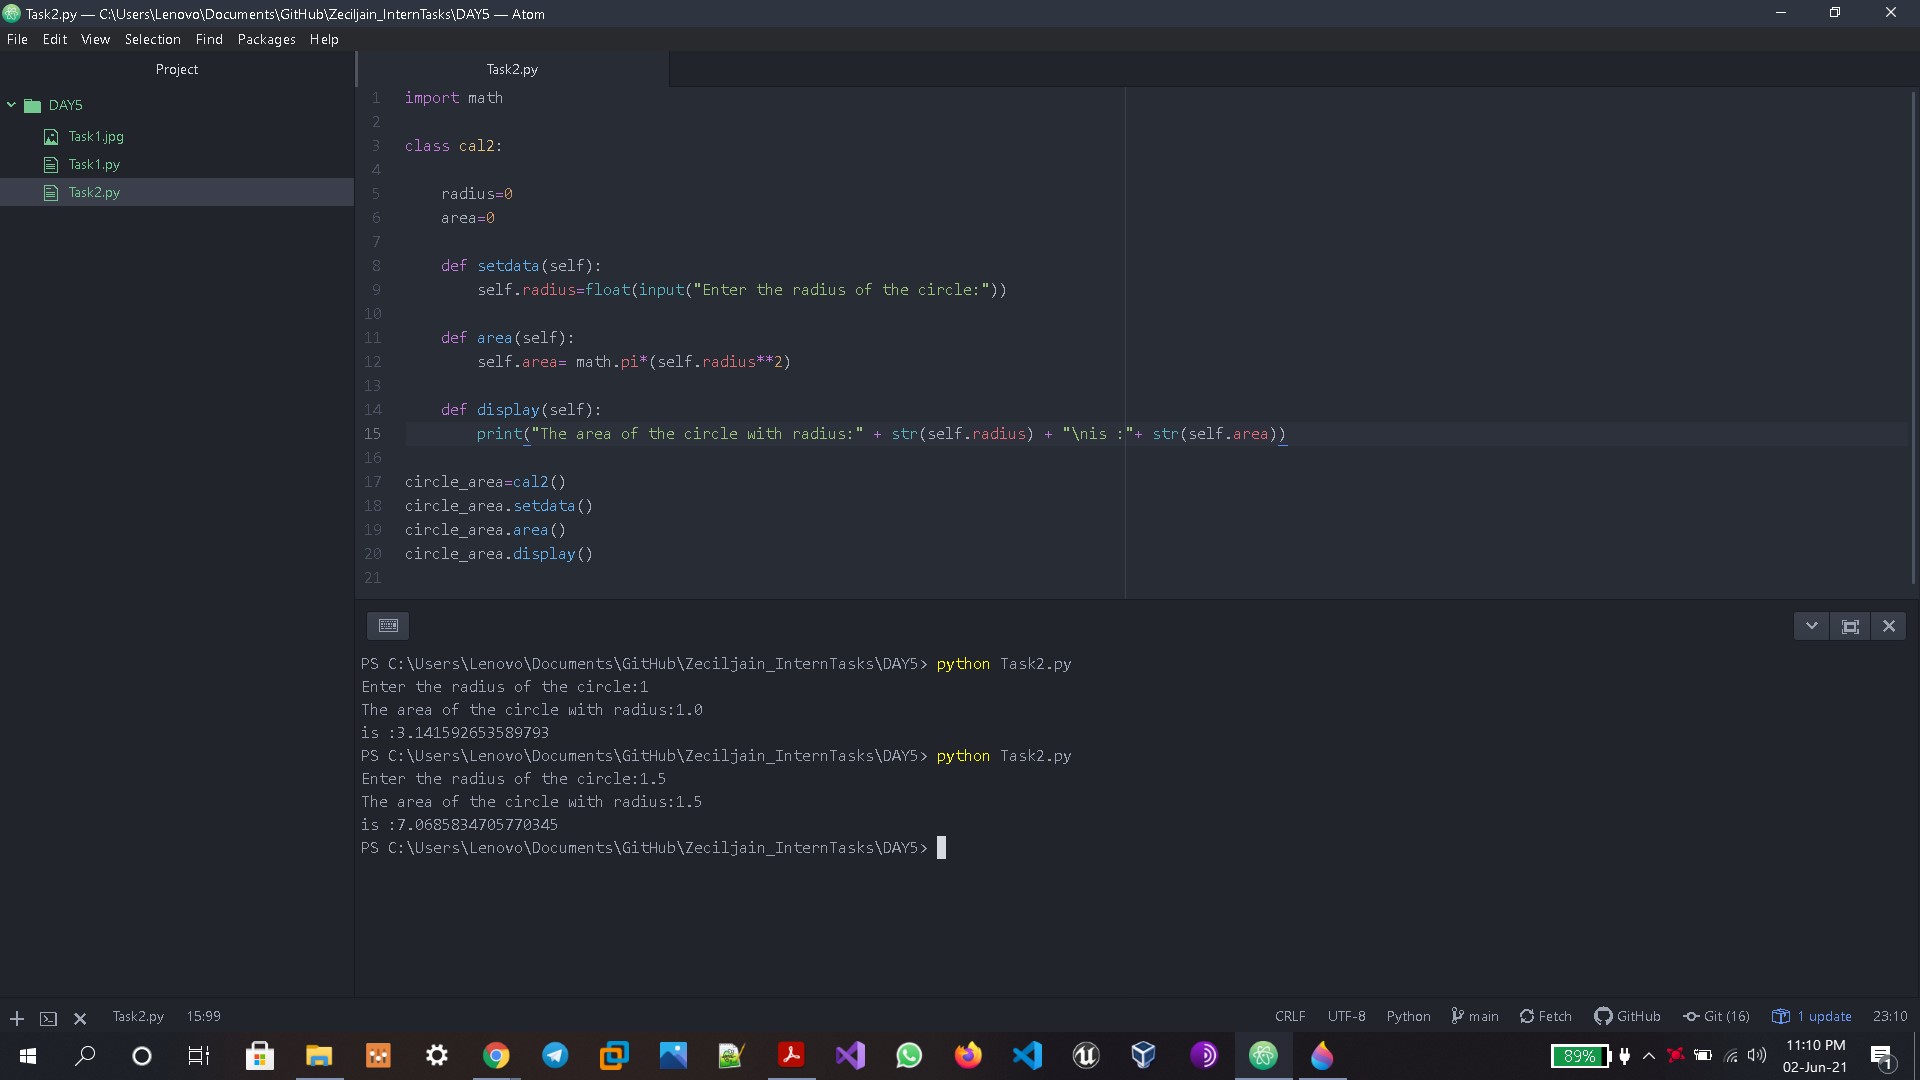 Task2.py — C:\Users\Lenovo\Documents\GitHub\Zeciljain_InternTasks\DAY5 — Atom
File Edit View Selection Find Packages Help
Project
DAY5
Task1.jpg
Task1.py
Task2.py
Task2.py
1 import math
2
3 class cal2:
4
5     radius=0
6     area=0
7
8     def setdata(self):
9         self.radius=float(input("Enter the radius of the circle:"))
10
11     def area(self):
12         self.area= math.pi*(self.radius**2)
13
14     def display(self):
15         print("The area of the circle with radius:" + str(self.radius) + "\nis :"+ str(self.area))
16
17 circle_area=cal2()
18 circle_area.setdata()
19 circle_area.area()
20 circle_area.display()
21
PS C:\Users\Lenovo\Documents\GitHub\Zeciljain_InternTasks\DAY5> python Task2.py
Enter the radius of the circle:1
The area of the circle with radius:1.0
is :3.141592653589793
PS C:\Users\Lenovo\Documents\GitHub\Zeciljain_InternTasks\DAY5> python Task2.py
Enter the radius of the circle:1.5
The area of the circle with radius:1.5
is :7.0685834705770345
PS C:\Users\Lenovo\Documents\GitHub\Zeciljain_InternTasks\DAY5>
Task2.py 15:99 CRLF UTF-8 Python main Fetch GitHub Git (16) 1 update 23:10
89% 11:10 PM
02-Jun-21
1